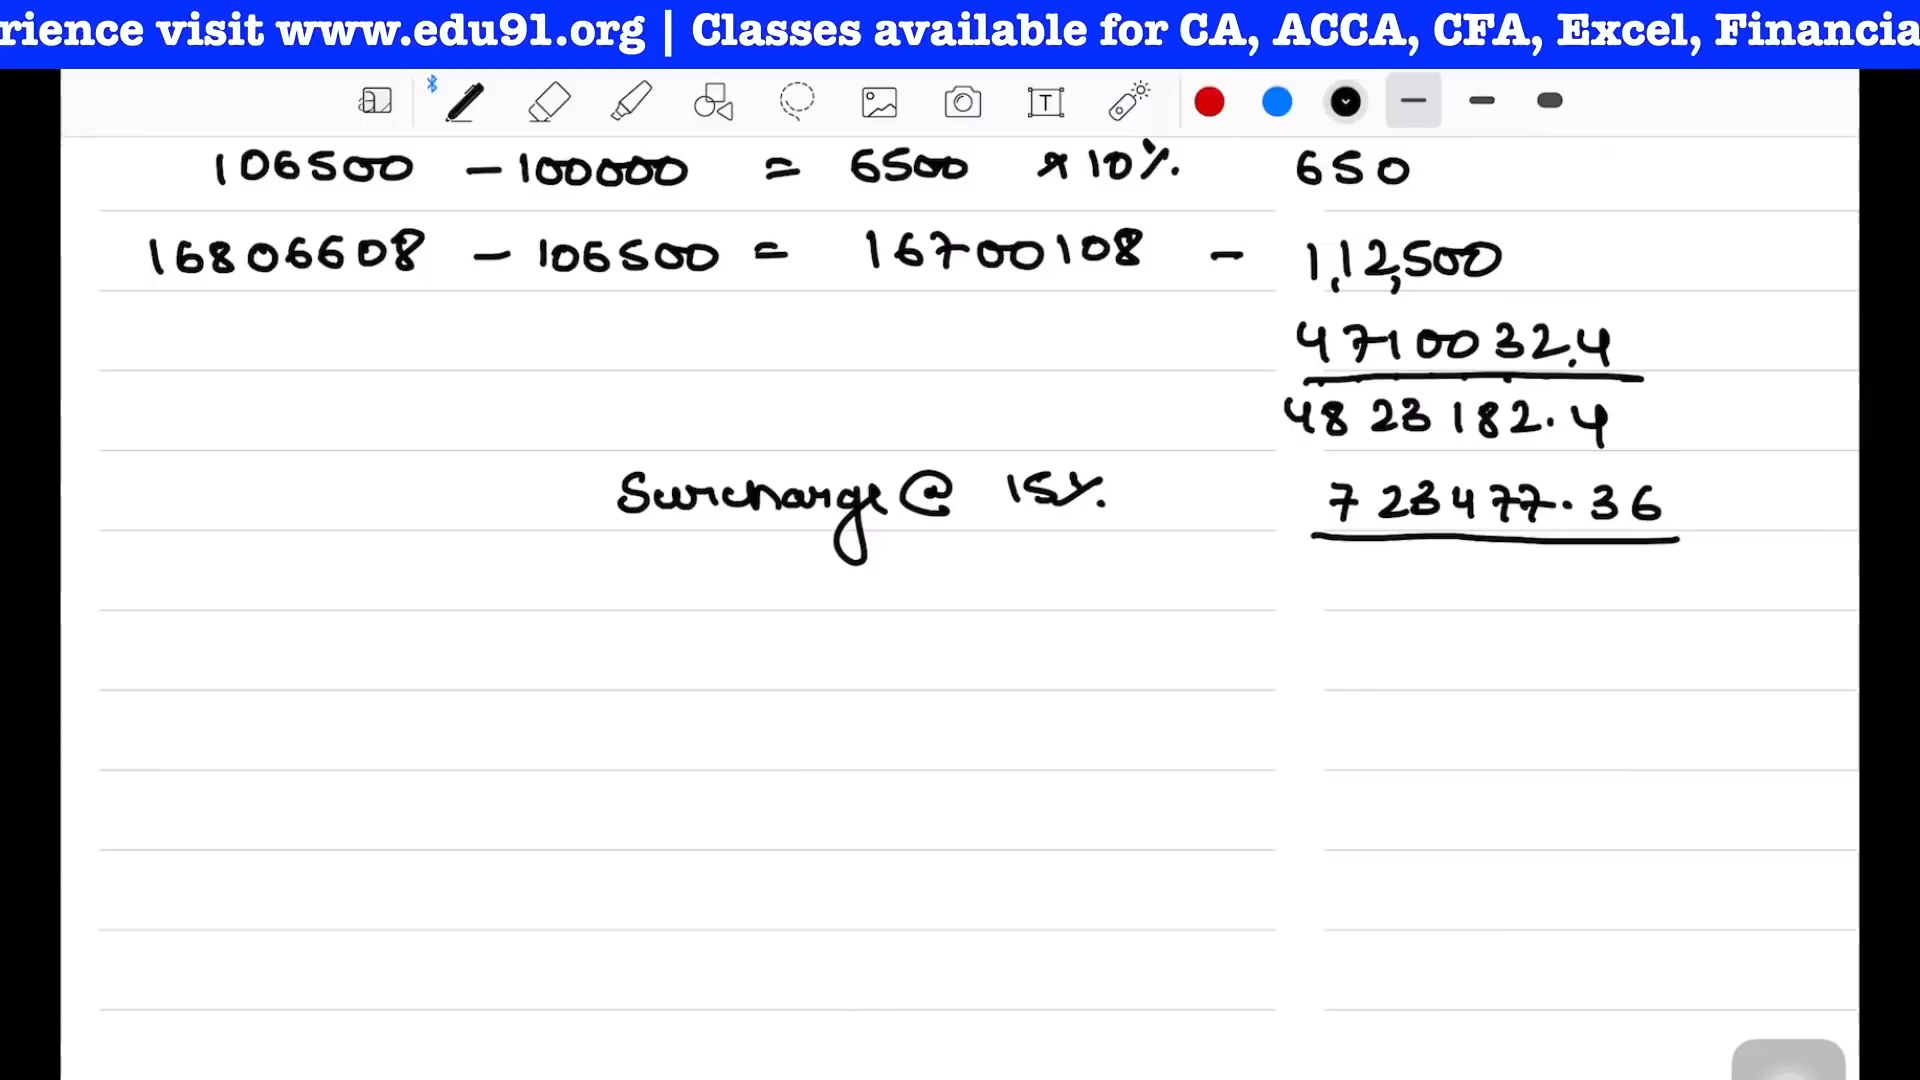 rience visit www.edu91.org | Classes available for CA, ACCA, CFA, Excel, Financia
106500 - 100000 = 6500 × 10% 650
16806608 - 106500 = 16700108 - 1,12,500
4710032.4
4823182.4
Surcharge @ 15% 723477.36